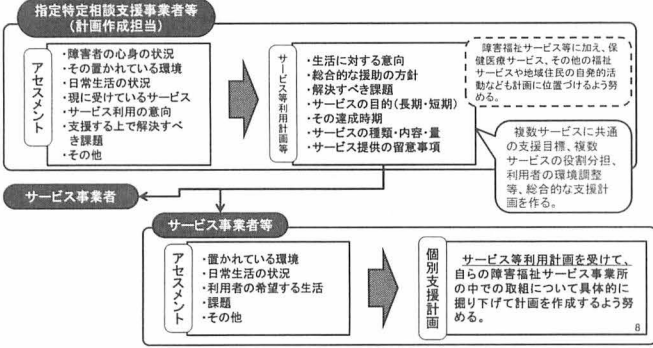 指定特定相談支援事業者等
(計画作成担当)
アセスメント
・障害者の心身の状況
・その置かれている環境
・日常生活の状況
・現に受けているサービス
・サービス利用の意向
・支援する上で解決すべ
き課題
・その他
サービス等利用計画等
・生活に対する意向
・総合的な援助の方針
・解決すべき課題
・サービスの目的(長期・短期)
・その達成時期
・サービスの種類・内容・量
・サービス提供の留意事項
障害福祉サービス等に加え、保
健医療サービス、その他の福祉
サービスや地域住民の自発的活
動なども計画に位置づけるよう努
める。
複数サービスに共通
の支援目標、複数
サービスの役割分担、
利用者の環境調整
等、総合的な支援計
画を作る。
サービス事業者
サービス事業者等
アセスメント
・置かれている環境
・日常生活の状況
・利用者の希望する生活
・課題
・その他
個別支援計画
サービス等利用計画を受けて、
自らの障害福祉サービス事業所
の中での取組について具体的に
掘り下げて計画を作成するよう努
める。
8